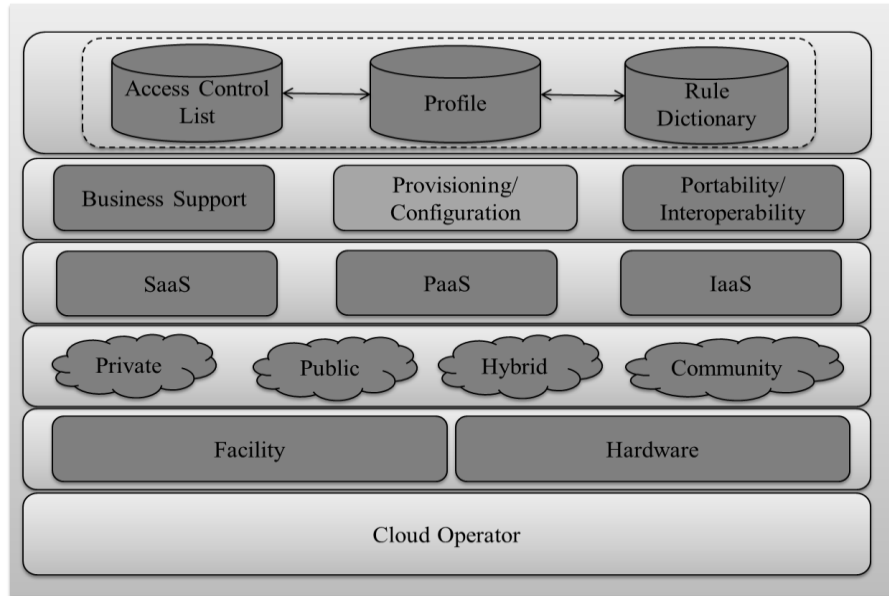 Access Control
List
Profile
Rule
Dictionary
Business Support
Provisioning/
Configuration
Portability/
Interoperability
SaaS
PaaS
IaaS
Private
Public
Hybrid
Community
Facility
Hardware
Cloud Operator